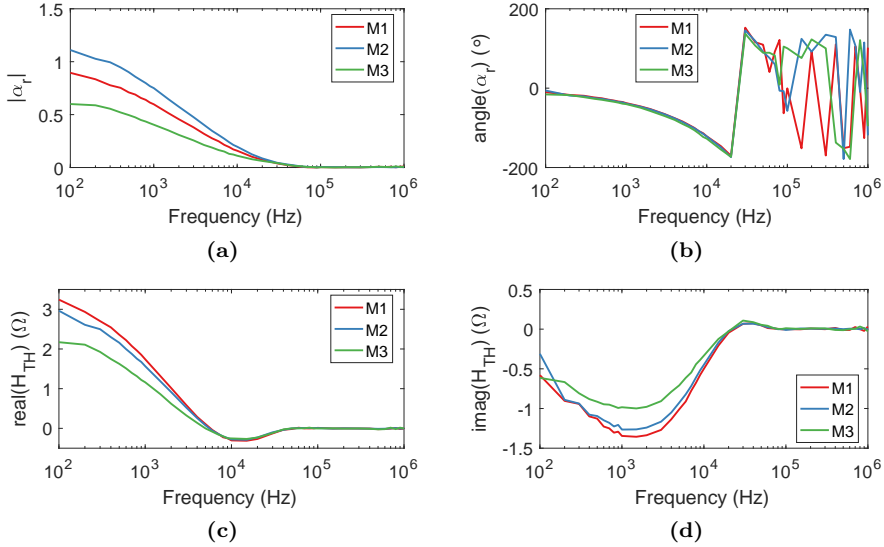 1.5
1
0.5
0
|α_r|
M1
M2
M3
10^2 10^3 10^4 10^5 10^6
Frequency (Hz)
(a)
200
0
-200
angle(α_r) (°)
M1
M2
M3
10^2 10^3 10^4 10^5 10^6
Frequency (Hz)
(b)
3
2
1
0
real(H_TH) (Ω)
M1
M2
M3
10^2 10^3 10^4 10^5 10^6
Frequency (Hz)
(c)
0.5
0
-0.5
-1
-1.5
imag(H_TH) (Ω)
M1
M2
M3
10^2 10^3 10^4 10^5 10^6
Frequency (Hz)
(d)